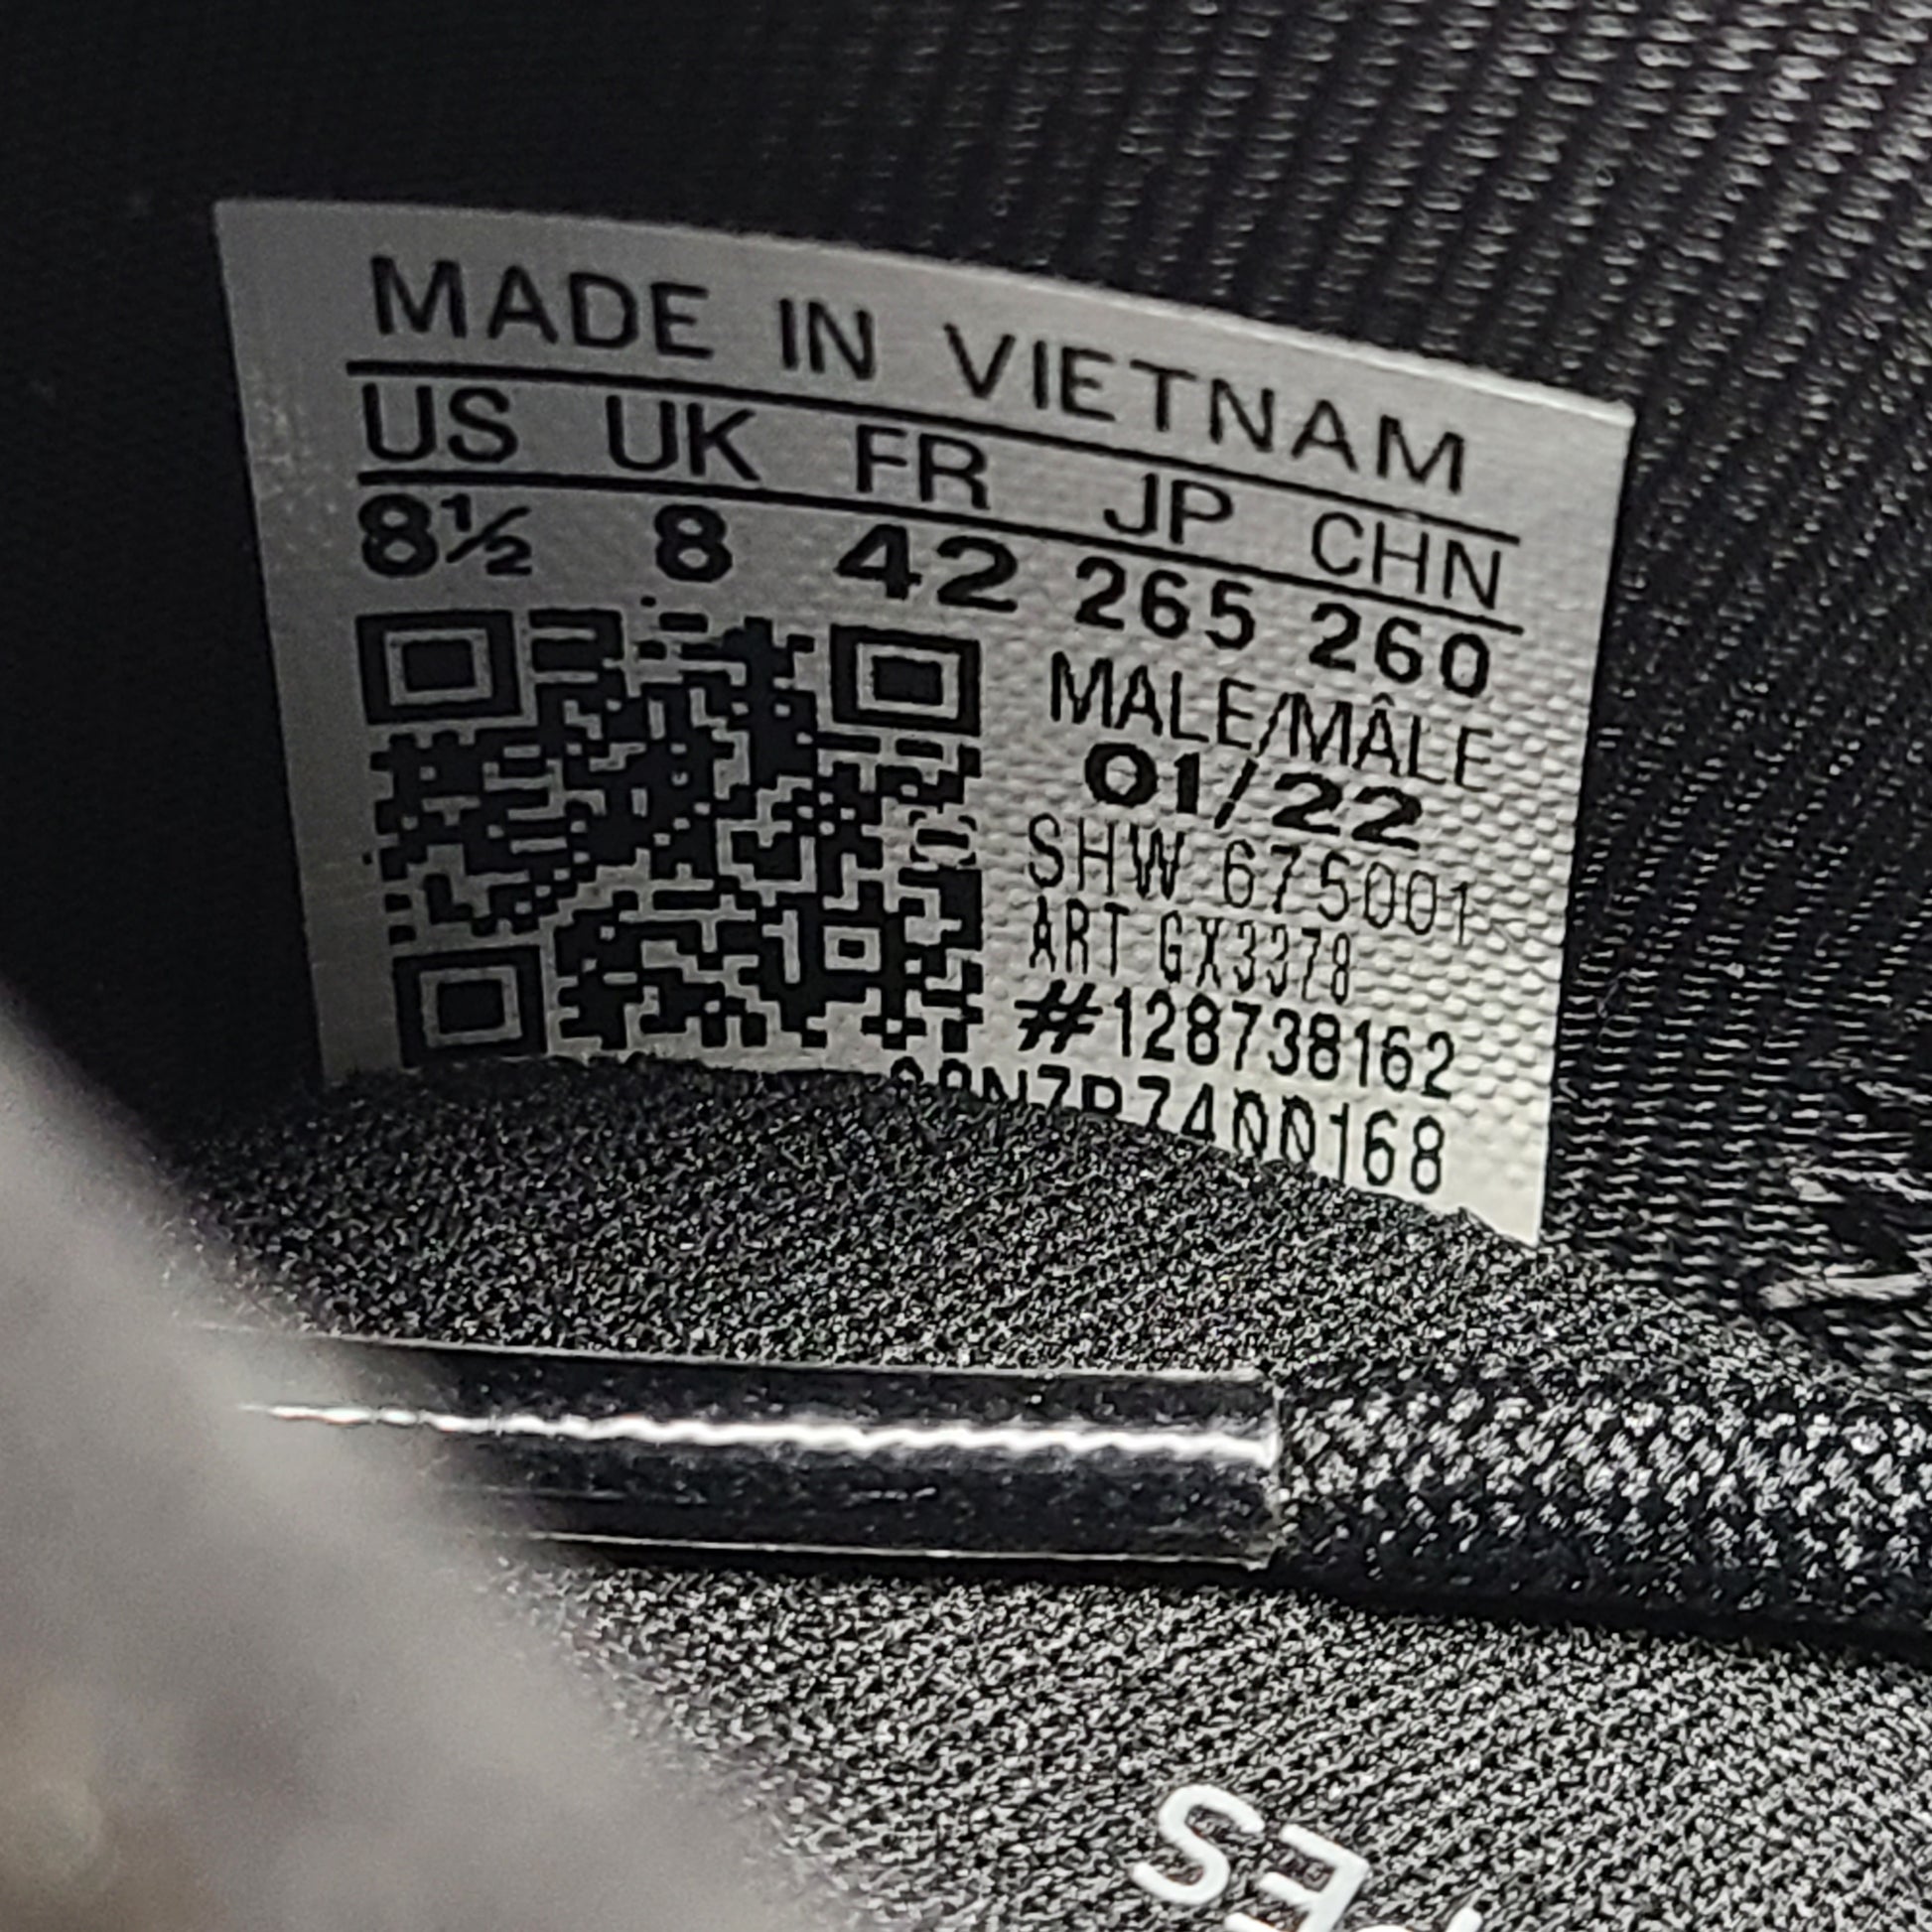 MADE IN VIETNAM
US UK FR JP CHN
8½ 8 42 265 260
MALE/MÂLE
01/22
SHW 675001
ART GX3378
#128738162